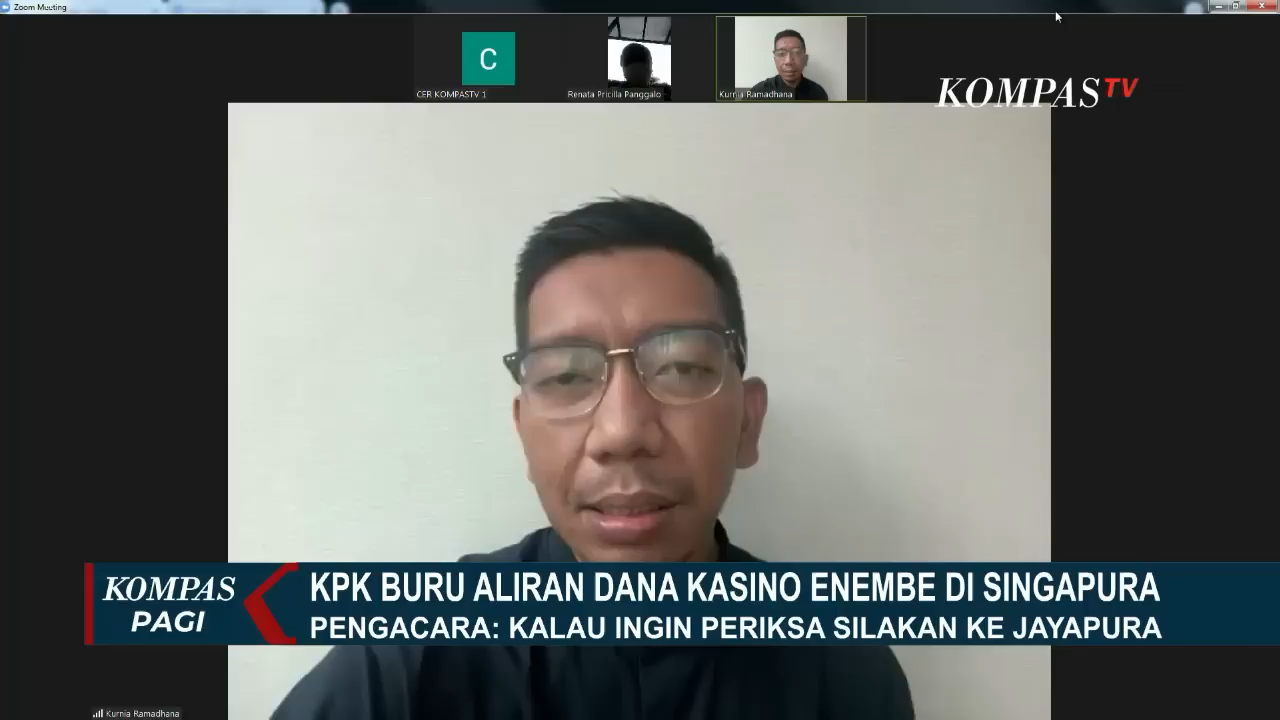 Zoom Meeting
C
CER KOMPASTV 1
Renata Pricilla Panggalo
Kurnia Ramadhana
KOMPAS TV
KOMPAS PAGI
KPK BURU ALIRAN DANA KASINO ENEMBE DI SINGAPURA
PENGACARA: KALAU INGIN PERIKSA SILAKAN KE JAYAPURA
Kurnia Ramadhana